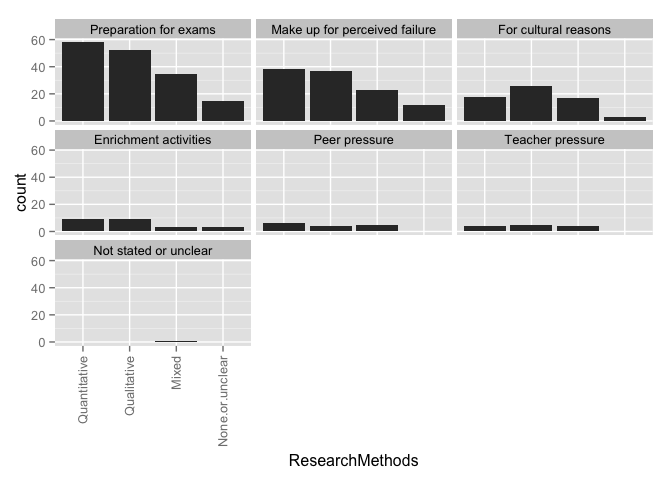 Preparation for exams
Make up for perceived failure
For cultural reasons
60
40
20
0
Enrichment activities
Peer pressure
Teacher pressure
60
40
20
0
Not stated or unclear
60
40
20
0
count
Quantitative
Qualitative
Mixed
None.or.unclear
ResearchMethods